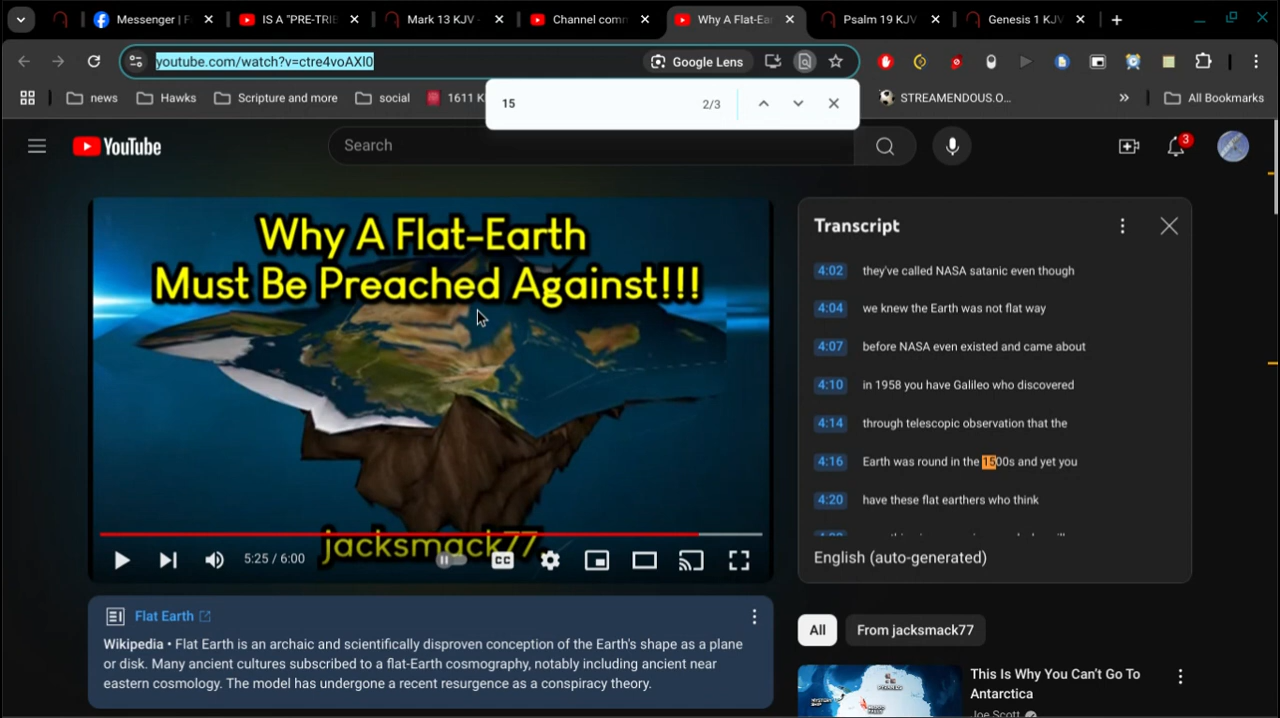 Messenger | F
IS A "PRE-TRIB
Mark 13 KJV -
Channel comm
Why A Flat-Ear
Psalm 19 KJV
Genesis 1 KJV
youtube.com/watch?v=ctre4voAXl0
Google Lens
news
Hawks
Scripture and more
social
1611 K
STREAMENDOUS.O...
All Bookmarks
15
2/3
YouTube
Search
3
Why A Flat-Earth
Must Be Preached Against!!!
jacksmack77
5:25 / 6:00
CC
Transcript
4:02 they've called NASA satanic even though
4:04 we knew the Earth was not flat way
4:07 before NASA even existed and came about
4:10 in 1958 you have Galileo who discovered
4:14 through telescopic observation that the
4:16 Earth was round in the 1500s and yet you
4:20 have these flat earthers who think
English (auto-generated)
Flat Earth
Wikipedia • Flat Earth is an archaic and scientifically disproven conception of the Earth's shape as a plane
or disk. Many ancient cultures subscribed to a flat-Earth cosmography, notably including ancient near
eastern cosmology. The model has undergone a recent resurgence as a conspiracy theory.
All
From jacksmack77
This Is Why You Can't Go To
Antarctica
Joe Scott